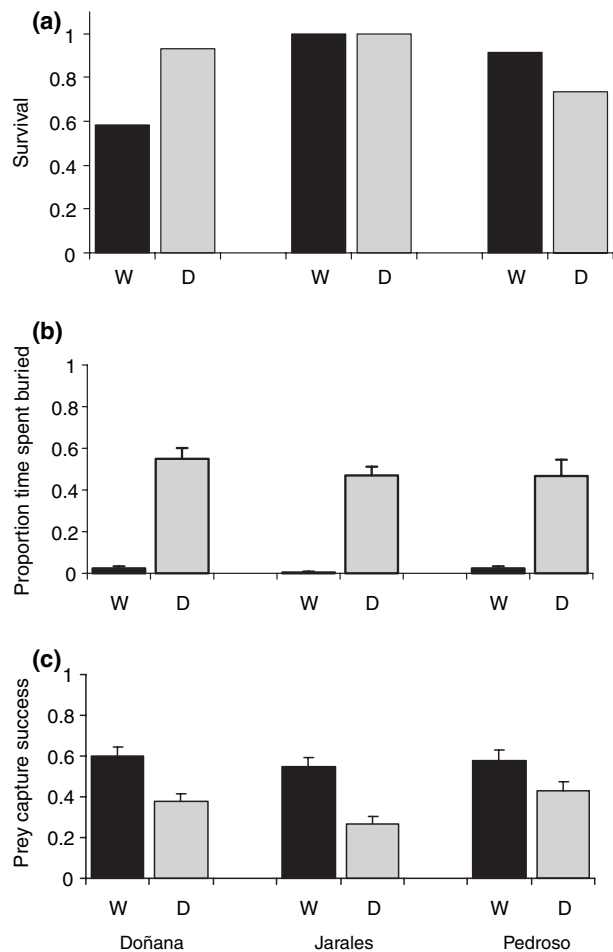 (a)
Survival
1
0.8
0.6
0.4
0.2
0
W D W D W D
(b)
Proportion time spent buried
1
0.8
0.6
0.4
0.2
0
W D W D W D
(c)
Prey capture success
1
0.8
0.6
0.4
0.2
0
W D W D W D
Doñana Jarales Pedroso